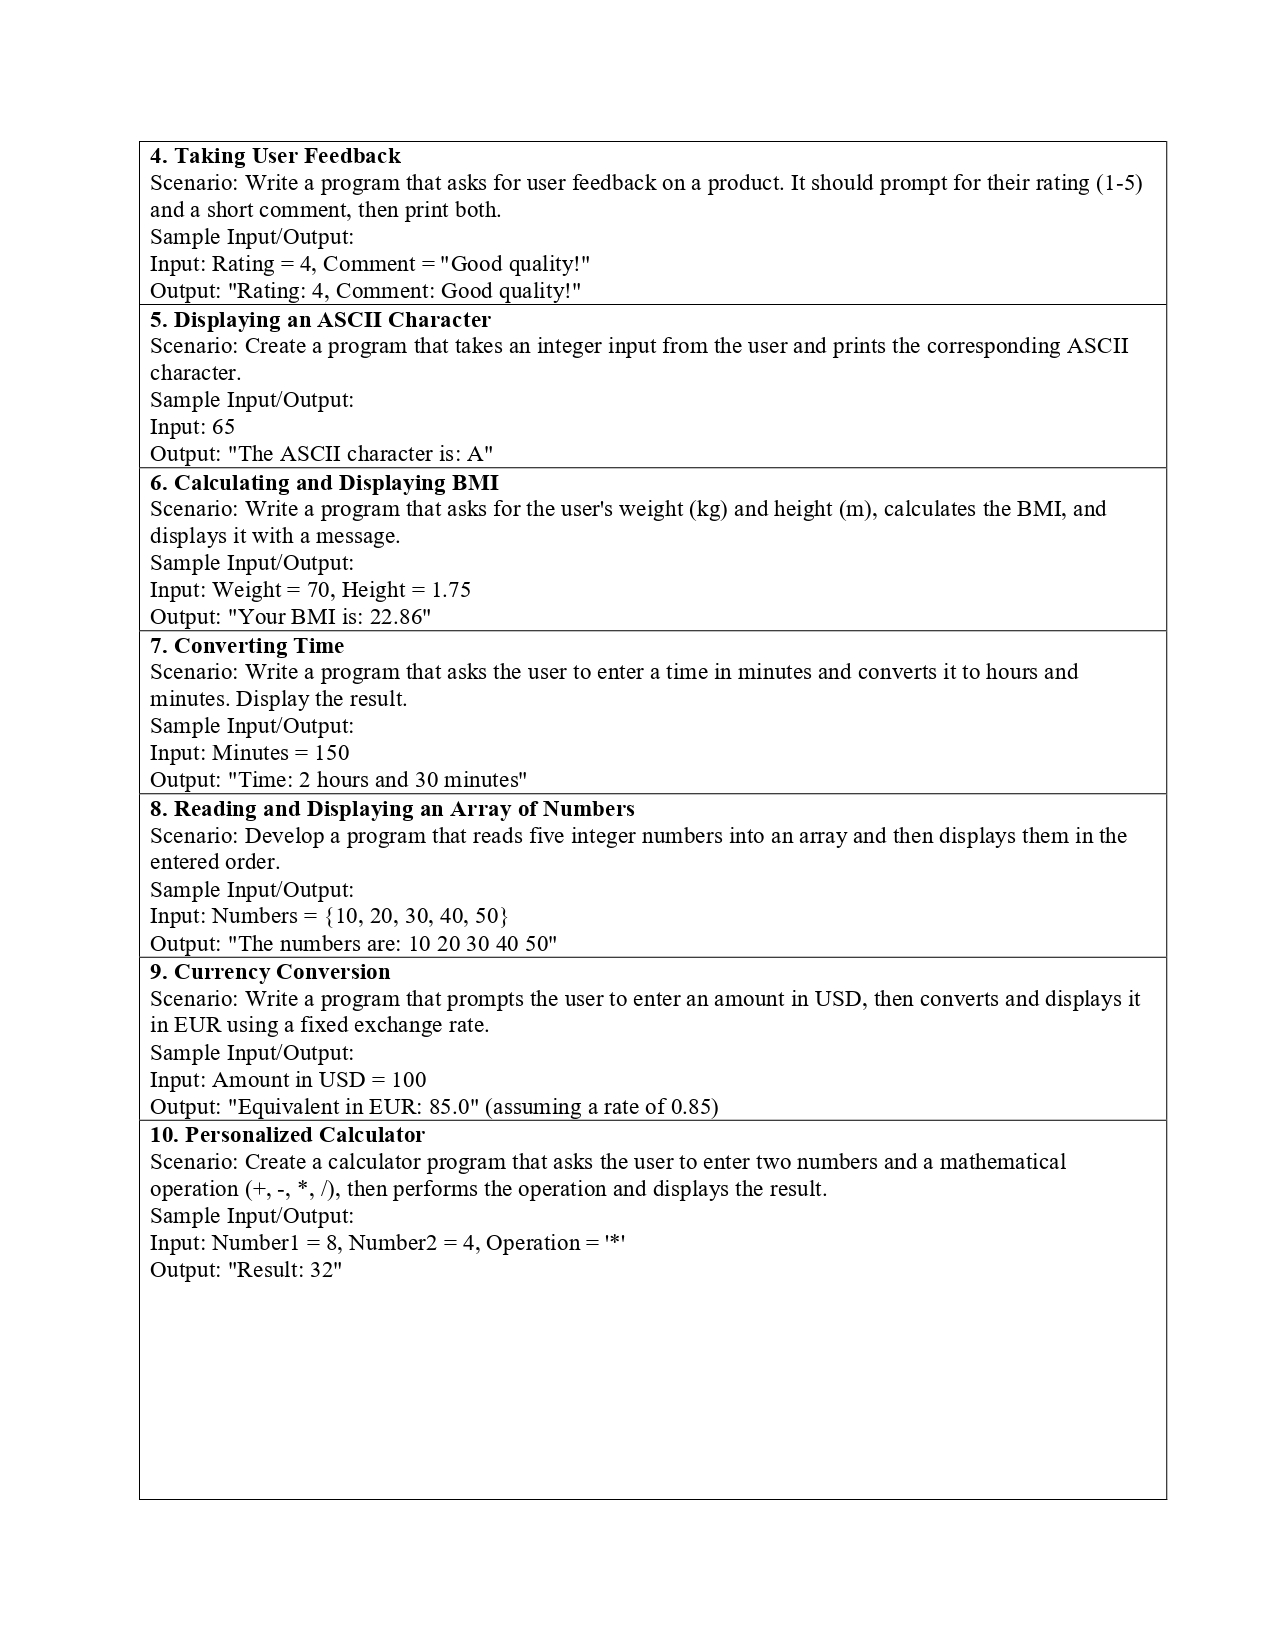 4. Taking User Feedback
Scenario: Write a program that asks for user feedback on a product. It should prompt for their rating (1-5)
and a short comment, then print both.
Sample Input/Output:
Input: Rating = 4, Comment = "Good quality!"
Output: "Rating: 4, Comment: Good quality!"
5. Displaying an ASCII Character
Scenario: Create a program that takes an integer input from the user and prints the corresponding ASCII
character.
Sample Input/Output:
Input: 65
Output: "The ASCII character is: A"
6. Calculating and Displaying BMI
Scenario: Write a program that asks for the user's weight (kg) and height (m), calculates the BMI, and
displays it with a message.
Sample Input/Output:
Input: Weight = 70, Height = 1.75
Output: "Your BMI is: 22.86"
7. Converting Time
Scenario: Write a program that asks the user to enter a time in minutes and converts it to hours and
minutes. Display the result.
Sample Input/Output:
Input: Minutes = 150
Output: "Time: 2 hours and 30 minutes"
8. Reading and Displaying an Array of Numbers
Scenario: Develop a program that reads five integer numbers into an array and then displays them in the
entered order.
Sample Input/Output:
Input: Numbers = {10, 20, 30, 40, 50}
Output: "The numbers are: 10 20 30 40 50"
9. Currency Conversion
Scenario: Write a program that prompts the user to enter an amount in USD, then converts and displays it
in EUR using a fixed exchange rate.
Sample Input/Output:
Input: Amount in USD = 100
Output: "Equivalent in EUR: 85.0" (assuming a rate of 0.85)
10. Personalized Calculator
Scenario: Create a calculator program that asks the user to enter two numbers and a mathematical
operation (+, -, *, /), then performs the operation and displays the result.
Sample Input/Output:
Input: Number1 = 8, Number2 = 4, Operation = '*'
Output: "Result: 32"